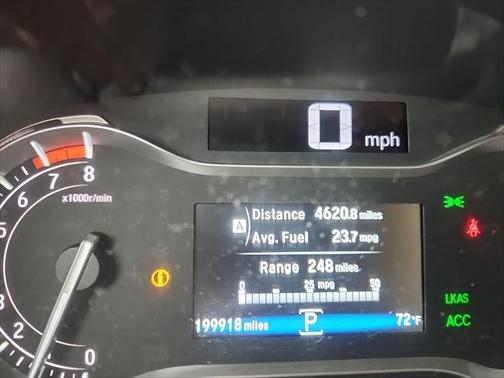 0 mph
8
7
6
5
x1000r/min
A Distance 4620.8 miles
Avg. Fuel 23.7 mpg
Range 248 miles
0 25 mpg 50
2
0
199918 miles P 72°F
LKAS
ACC